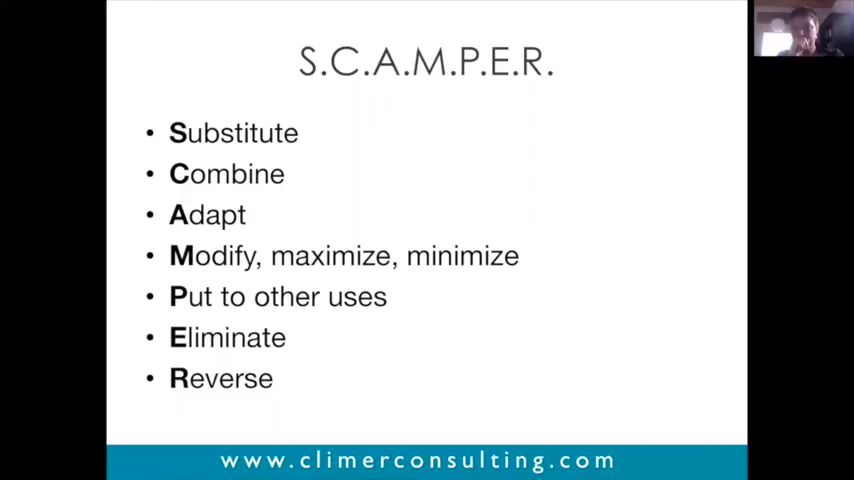 S.C.A.M.P.E.R.
• Substitute
• Combine
• Adapt
• Modify, maximize, minimize
• Put to other uses
• Eliminate
• Reverse
www.climerconsulting.com